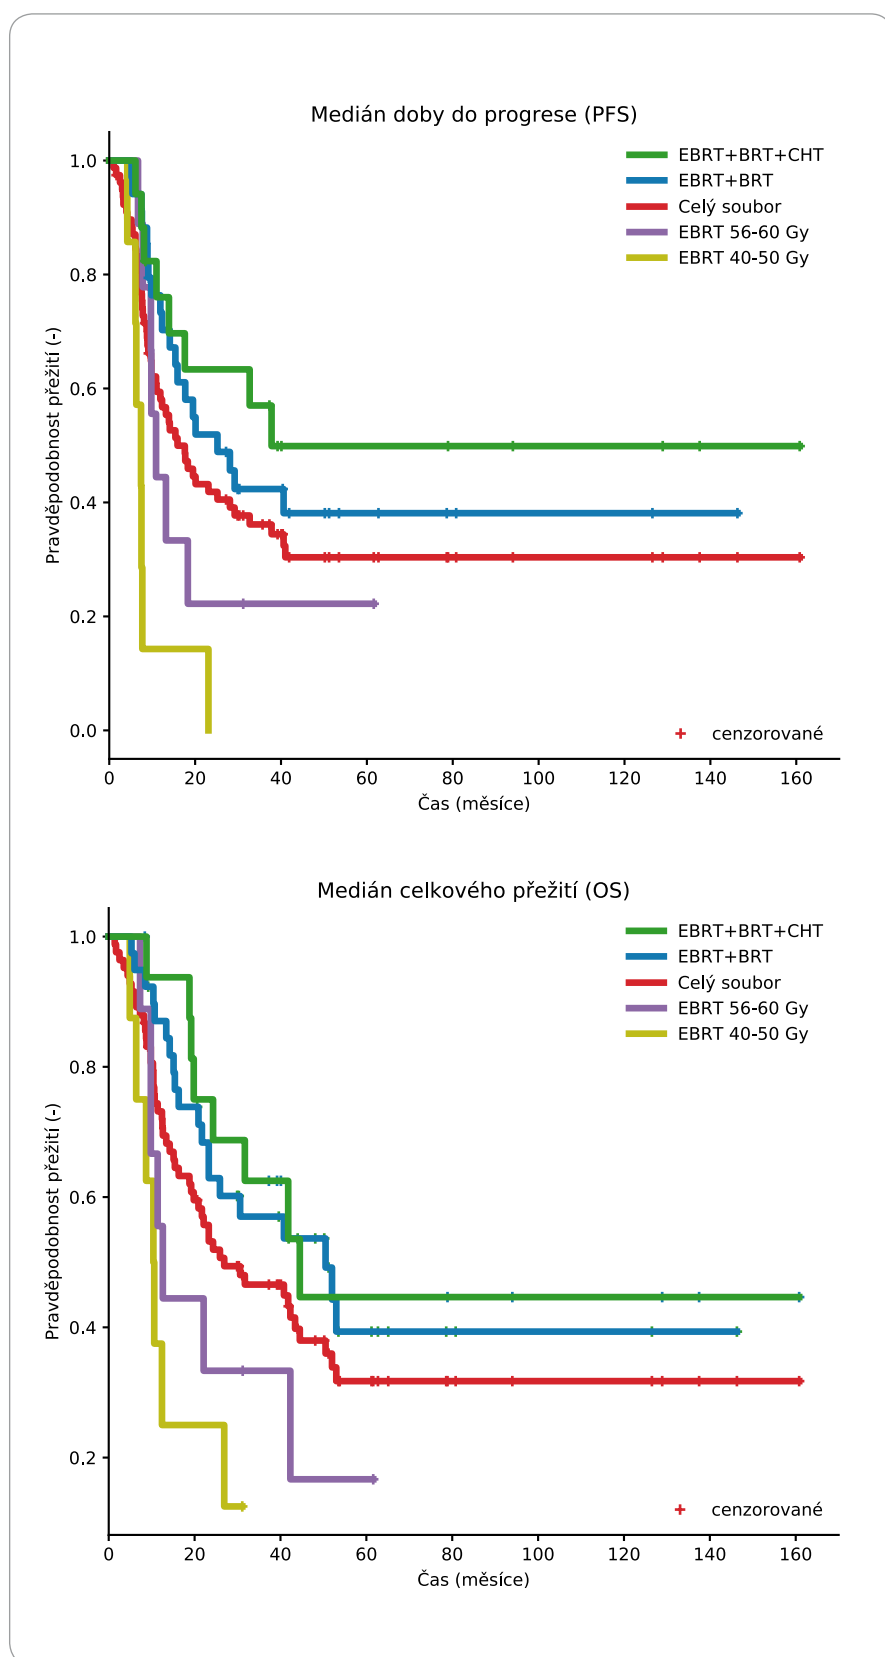 Medián doby do progrese (PFS)
EBRT+BRT+CHT
EBRT+BRT
Celý soubor
EBRT 56-60 Gy
EBRT 40-50 Gy
Pravděpodobnost přežití (-)
1.0
0.8
0.6
0.4
0.2
0.0
cenzorované
0 20 40 60 80 100 120 140 160
Čas (měsíce)
Medián celkového přežití (OS)
EBRT+BRT+CHT
EBRT+BRT
Celý soubor
EBRT 56-60 Gy
EBRT 40-50 Gy
Pravděpodobnost přežití (-)
1.0
0.8
0.6
0.4
0.2
cenzorované
0 20 40 60 80 100 120 140 160
Čas (měsíce)